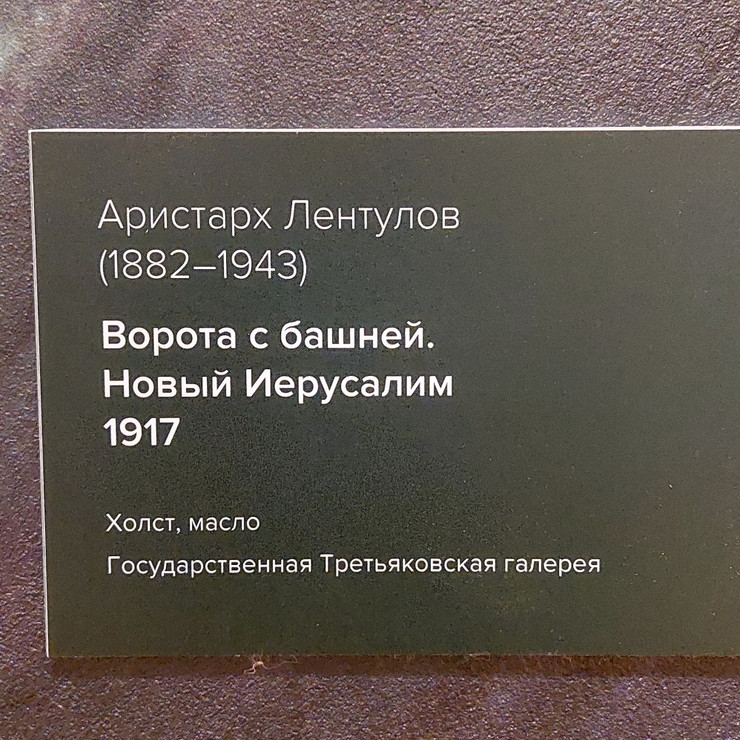 Аристарх Лентулов
(1882–1943)
Ворота с башней.
Новый Иерусалим
1917
Холст, масло
Государственная Третьяковская галерея